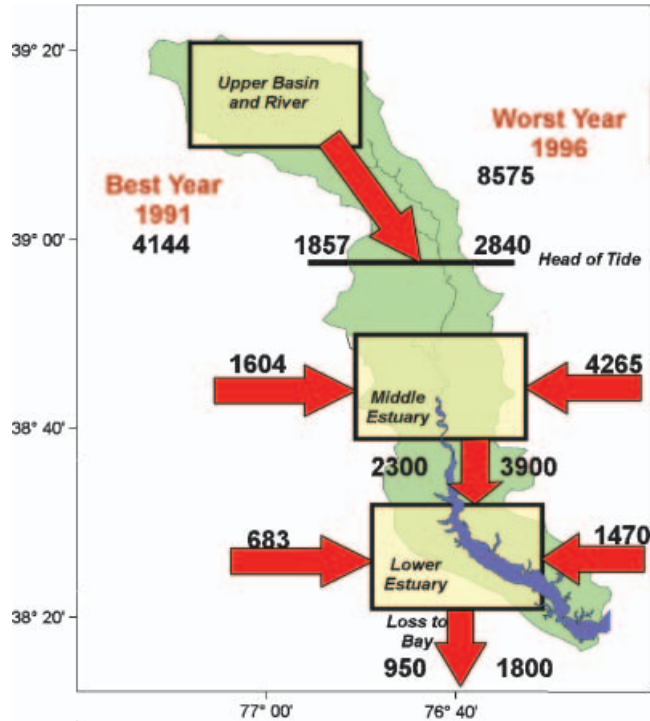 39° 20'
Upper Basin
and River
Worst Year
1996
8575
Best Year
1991
4144
39° 00'
1857
2840
Head of Tide
1604
4265
Middle
Estuary
38° 40'
2300
3900
683
1470
Lower
Estuary
38° 20'
Loss to
Bay
950
1800
77° 00'
76° 40'